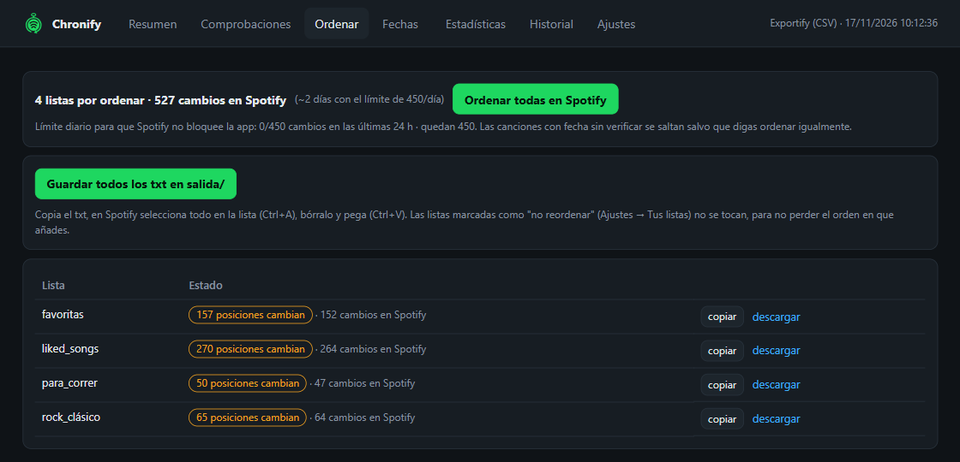 Chronify Resumen Comprobaciones Ordenar Fechas Estadísticas Historial Ajustes Exportify (CSV) · 17/11/2026 10:12:36
4 listas por ordenar · 527 cambios en Spotify (~2 días con el límite de 450/día) Ordenar todas en Spotify
Límite diario para que Spotify no bloquee la app: 0/450 cambios en las últimas 24 h · quedan 450. Las canciones con fecha sin verificar se saltan salvo que digas ordenar igualmente.
Guardar todos los txt en salida/
Copia el txt, en Spotify selecciona todo en la lista (Ctrl+A), bórralo y pega (Ctrl+V). Las listas marcadas como "no reordenar" (Ajustes → Tus listas) no se tocan, para no perder el orden en que
añades.
Lista Estado
favoritas 157 posiciones cambian · 152 cambios en Spotify copiar descargar
liked_songs 270 posiciones cambian · 264 cambios en Spotify copiar descargar
para_correr 50 posiciones cambian · 47 cambios en Spotify copiar descargar
rock_clásico 65 posiciones cambian · 64 cambios en Spotify copiar descargar